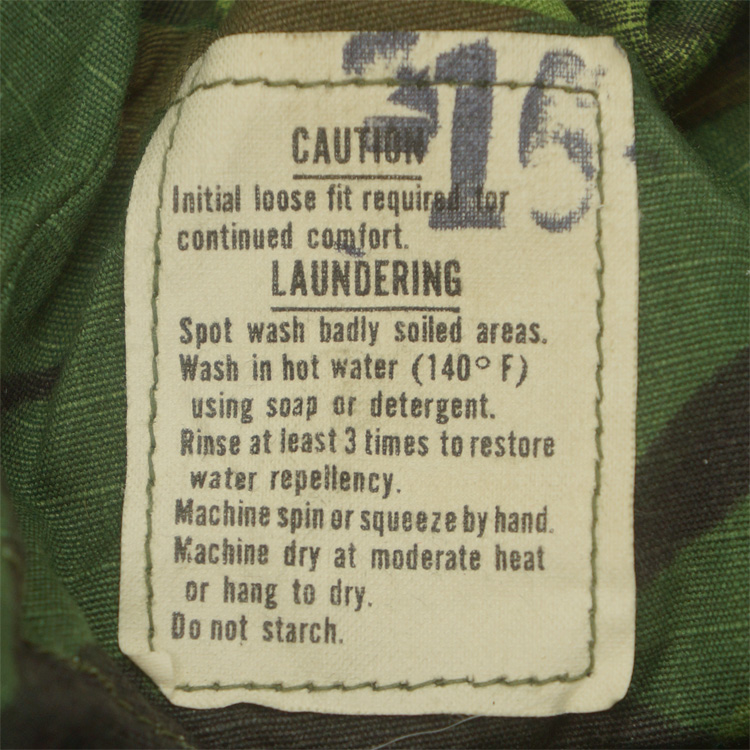 316
CAUTION
Initial loose fit required for
continued comfort.
LAUNDERING
Spot wash badly soiled areas.
Wash in hot water (140° F)
using soap or detergent.
Rinse at least 3 times to restore
water repellency.
Machine spin or squeeze by hand.
Machine dry at moderate heat
or hang to dry.
Do not starch.